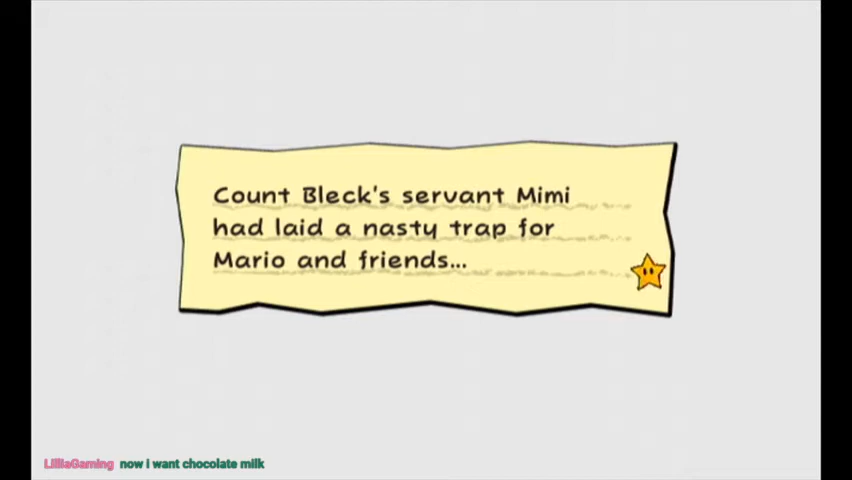 Count Bleck's servant Mimi
had laid a nasty trap for
Mario and friends...
LilliaGaming now i want chocolate milk